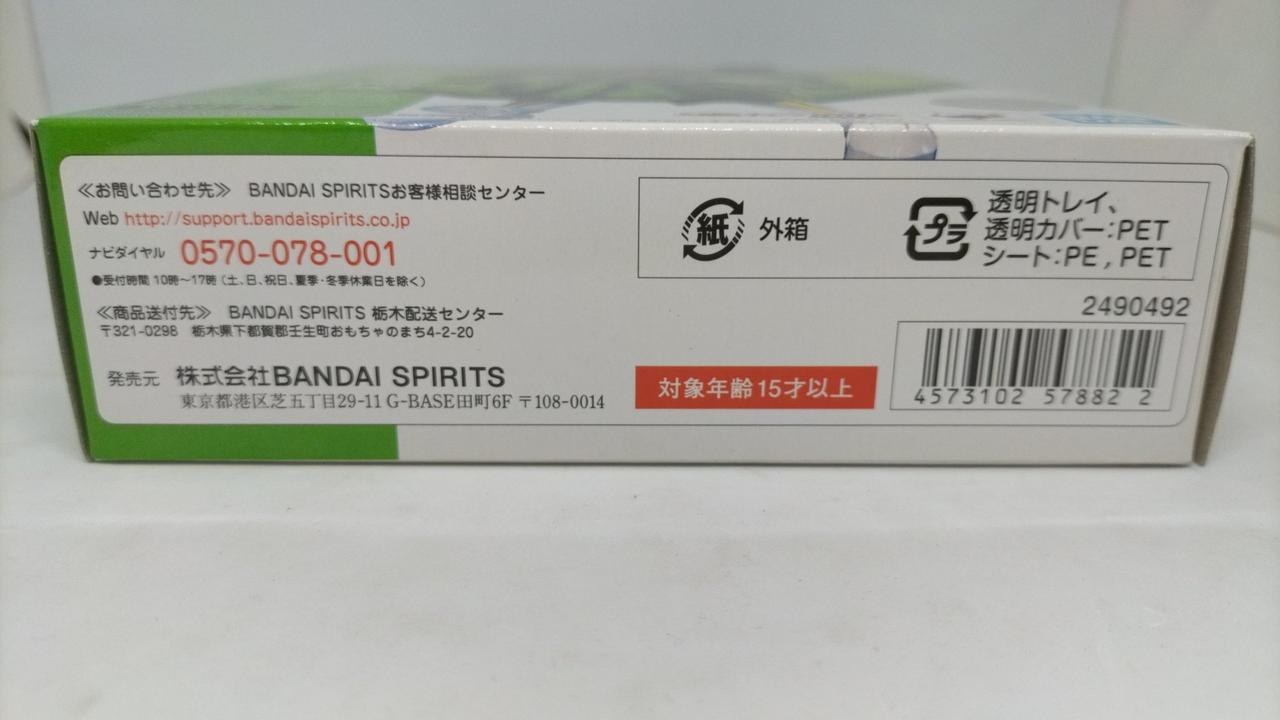 ≪お問い合わせ先≫ BANDAI SPIRITSお客様相談センター
Web http://support.bandaispirits.co.jp
ナビダイヤル 0570-078-001
●受付時間 10時〜17時 (土、日、祝日、夏季・冬季休業日を除く)
≪商品送付先≫ BANDAI SPIRITS 栃木配送センター
〒321-0298 栃木県下都賀郡壬生町おもちゃのまち4-2-20
発売元 株式会社BANDAI SPIRITS
東京都港区芝五丁目29-11 G-BASE田町6F 〒108-0014
紙 外箱
プラ 透明トレイ、
透明カバー:PET
シート:PE , PET
2490492
対象年齢15才以上
4573102 57882 2